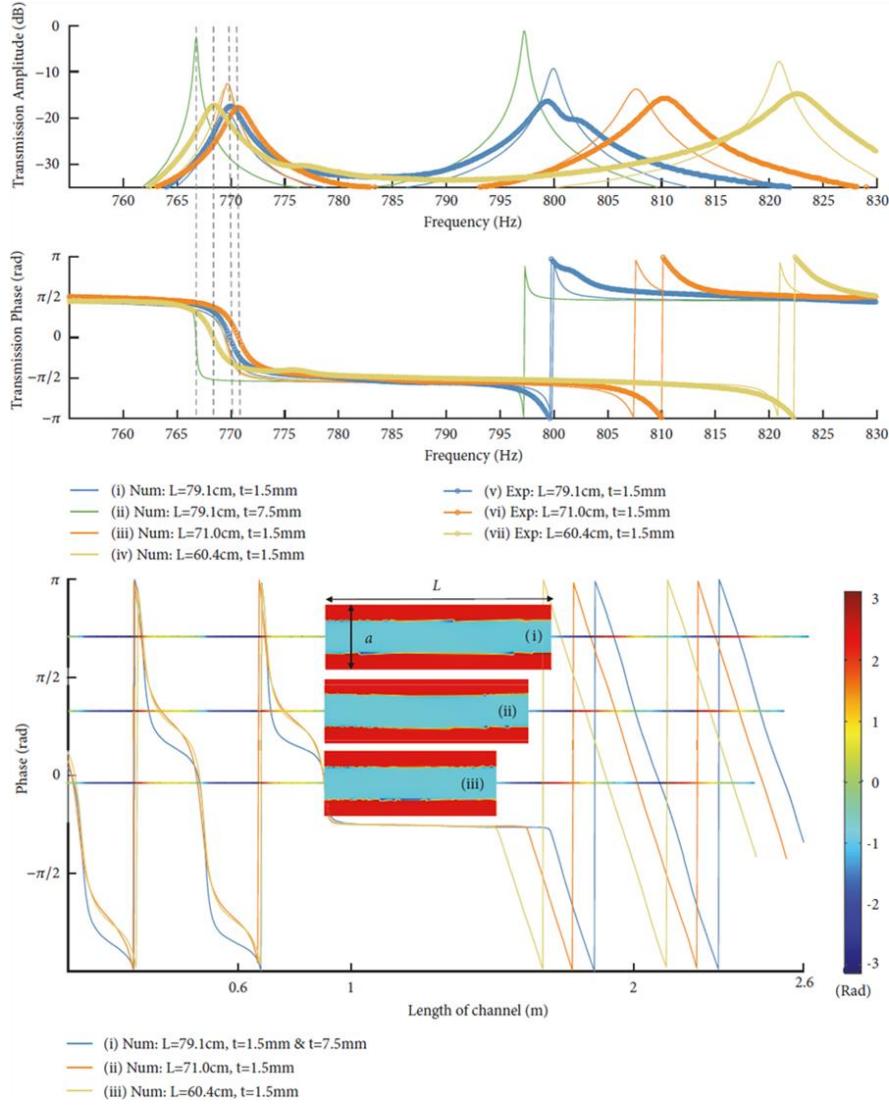 Transmission Amplitude (dB)
0
−10
−20
−30
760 765 770 775 780 785 790 795 800 805 810 815 820 825 830
Frequency (Hz)
Transmission Phase (rad)
π
π/2
0
−π/2
−π
760 765 770 775 780 785 790 795 800 805 810 815 820 825 830
Frequency (Hz)
(i) Num: L=79.1cm, t=1.5mm
(ii) Num: L=79.1cm, t=7.5mm
(iii) Num: L=71.0cm, t=1.5mm
(iv) Num: L=60.4cm, t=1.5mm
(v) Exp: L=79.1cm, t=1.5mm
(vi) Exp: L=71.0cm, t=1.5mm
(vii) Exp: L=60.4cm, t=1.5mm
Phase (rad)
π
π/2
0
−π/2
L
a
(i)
(ii)
(iii)
0.6 1 2 2.6
Length of channel (m)
3
2
1
0
-1
-2
-3
(Rad)
(i) Num: L=79.1cm, t=1.5mm & t=7.5mm
(ii) Num: L=71.0cm, t=1.5mm
(iii) Num: L=60.4cm, t=1.5mm